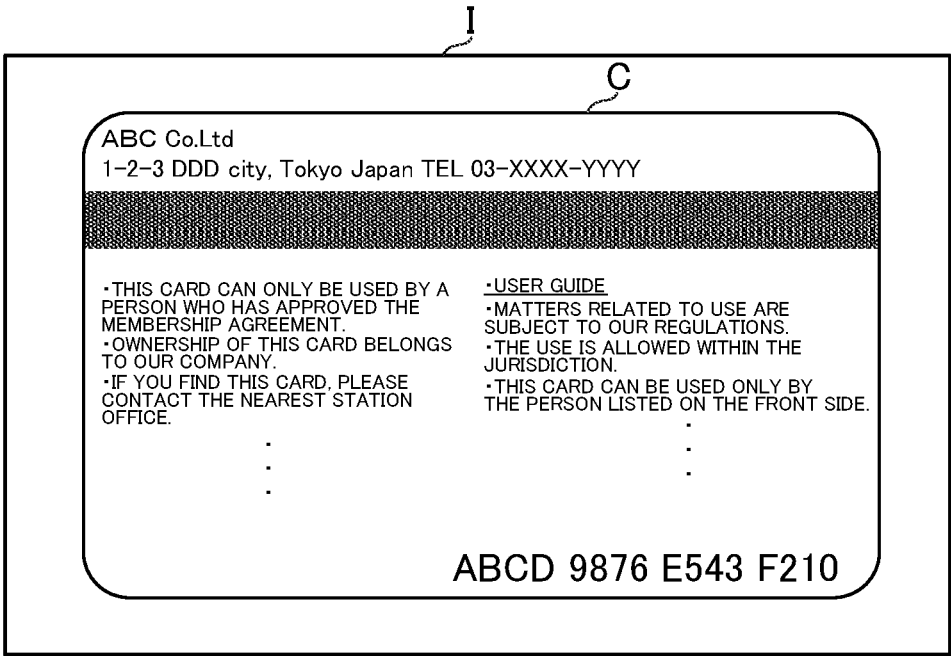 I
C
ABC Co.Ltd
1-2-3 DDD city, Tokyo Japan TEL 03-XXXX-YYYY
・THIS CARD CAN ONLY BE USED BY A
PERSON WHO HAS APPROVED THE
MEMBERSHIP AGREEMENT.
・OWNERSHIP OF THIS CARD BELONGS
TO OUR COMPANY.
・IF YOU FIND THIS CARD, PLEASE
CONTACT THE NEAREST STATION
OFFICE.
・USER GUIDE
・MATTERS RELATED TO USE ARE
SUBJECT TO OUR REGULATIONS.
・THE USE IS ALLOWED WITHIN THE
JURISDICTION.
・THIS CARD CAN BE USED ONLY BY
THE PERSON LISTED ON THE FRONT SIDE.
ABCD 9876 E543 F210